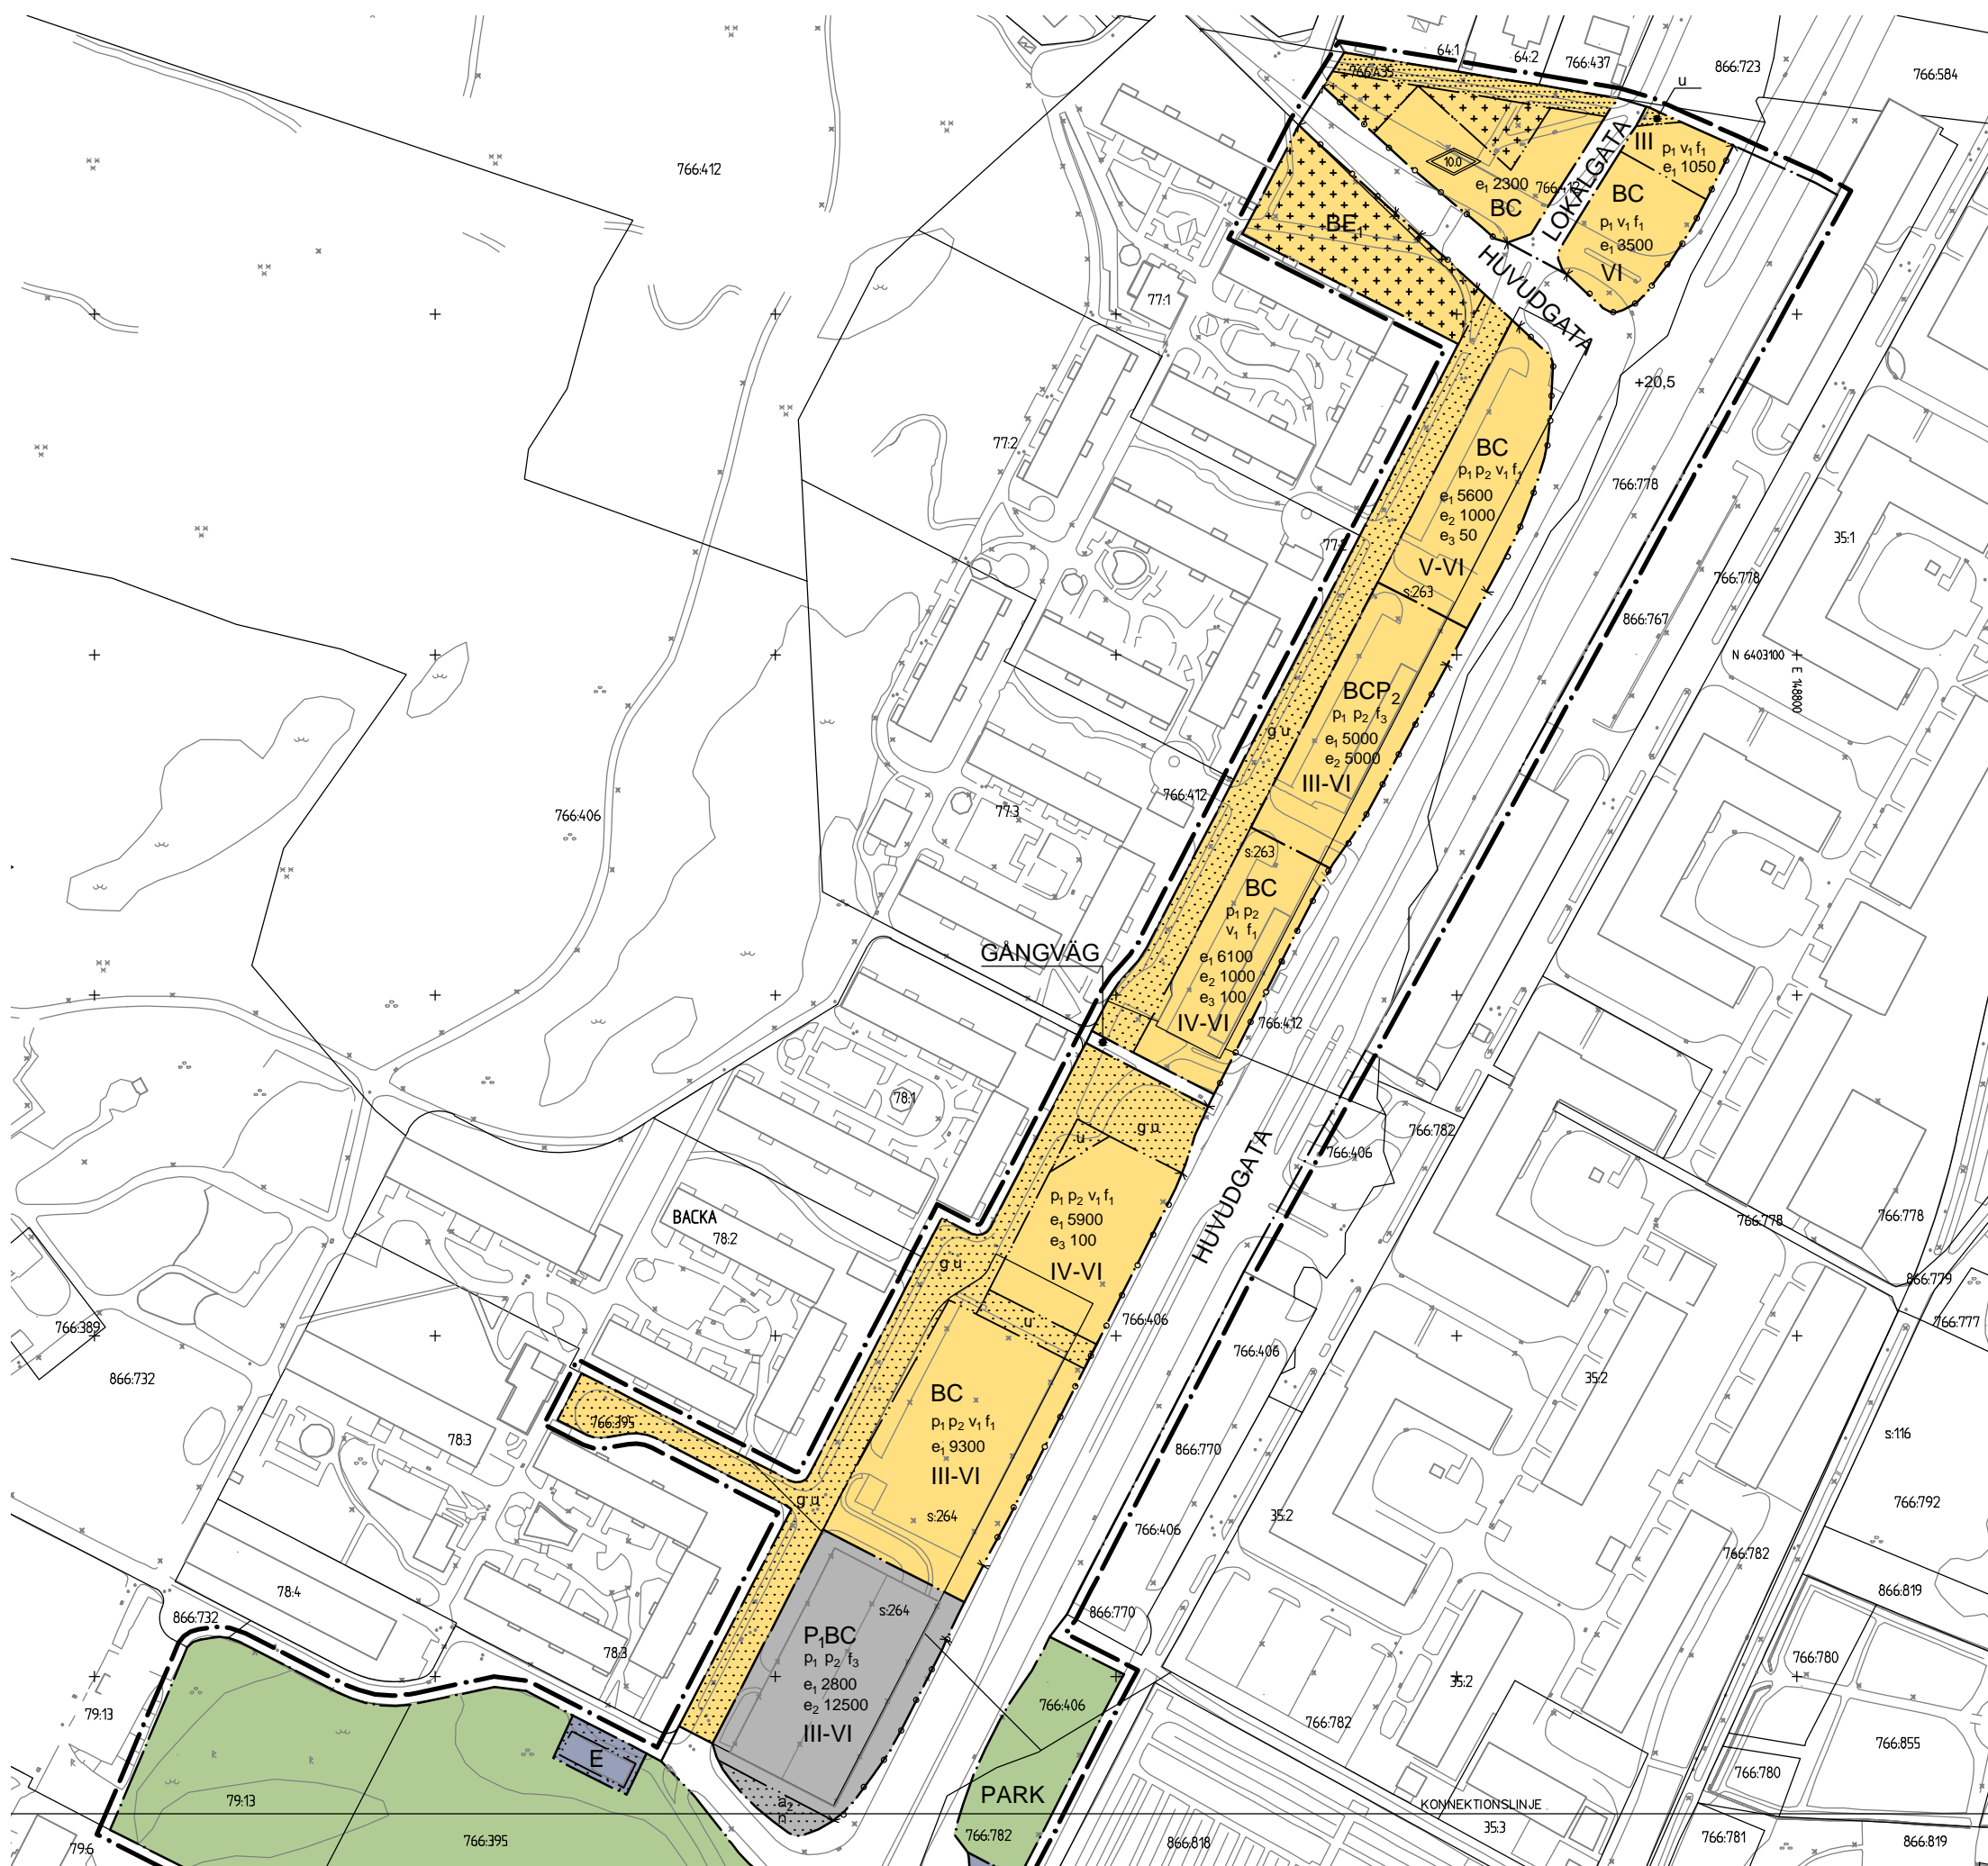 64:1
64:2
766:437
866:723
766:584
766:435
u
766:412
III
p₁ v₁ f₁
e₁ 1050
10.0
e₁ 2300
766:412
BC
LOKALGATA
BC
p₁ v₁ f₁
e₁ 3500
VI
BE₁
HUVUDGATA
77:1
+20,5
77:2
BC
p₁ p₂ v₁ f₁
e₁ 5600
e₂ 1000
e₃ 50
V-VI
s:263
766:778
35:1
77:2
766:778
866:767
N 6403100
E 148800
BCP₂
p₁ p₂ f₃
e₁ 5000
e₂ 5000
III-VI
g u
766:412
77:3
766:406
s:263
BC
p₁ p₂
v₁ f₁
e₁ 6100
e₂ 1000
e₃ 100
IV-VI
766:412
GÅNGVÄG
78:1
u
g u
766:782
766:406
HUVUDGATA
BACKA
78:2
p₁ p₂ v₁ f₁
e₁ 5900
e₃ 100
IV-VI
g u
u
766:406
766:778
766:778
866:779
766:777
766:389
866:732
766:406
35:2
BC
p₁ p₂ v₁ f₁
e₁ 9300
III-VI
s:264
766:395
78:3
866:770
s:116
g u
766:406
35:2
766:792
766:782
78:4
866:732
s:264
866:770
866:819
P₁BC
p₁ p₂ f₃
e₁ 2800
e₂ 12500
III-VI
78:3
766:780
35:2
79:13
766:406
766:782
766:855
E
766:780
PARK
a₂
n
79:13
KONNEKTIONSLINJE
35:3
766:395
79:6
766:782
866:818
766:781
866:819